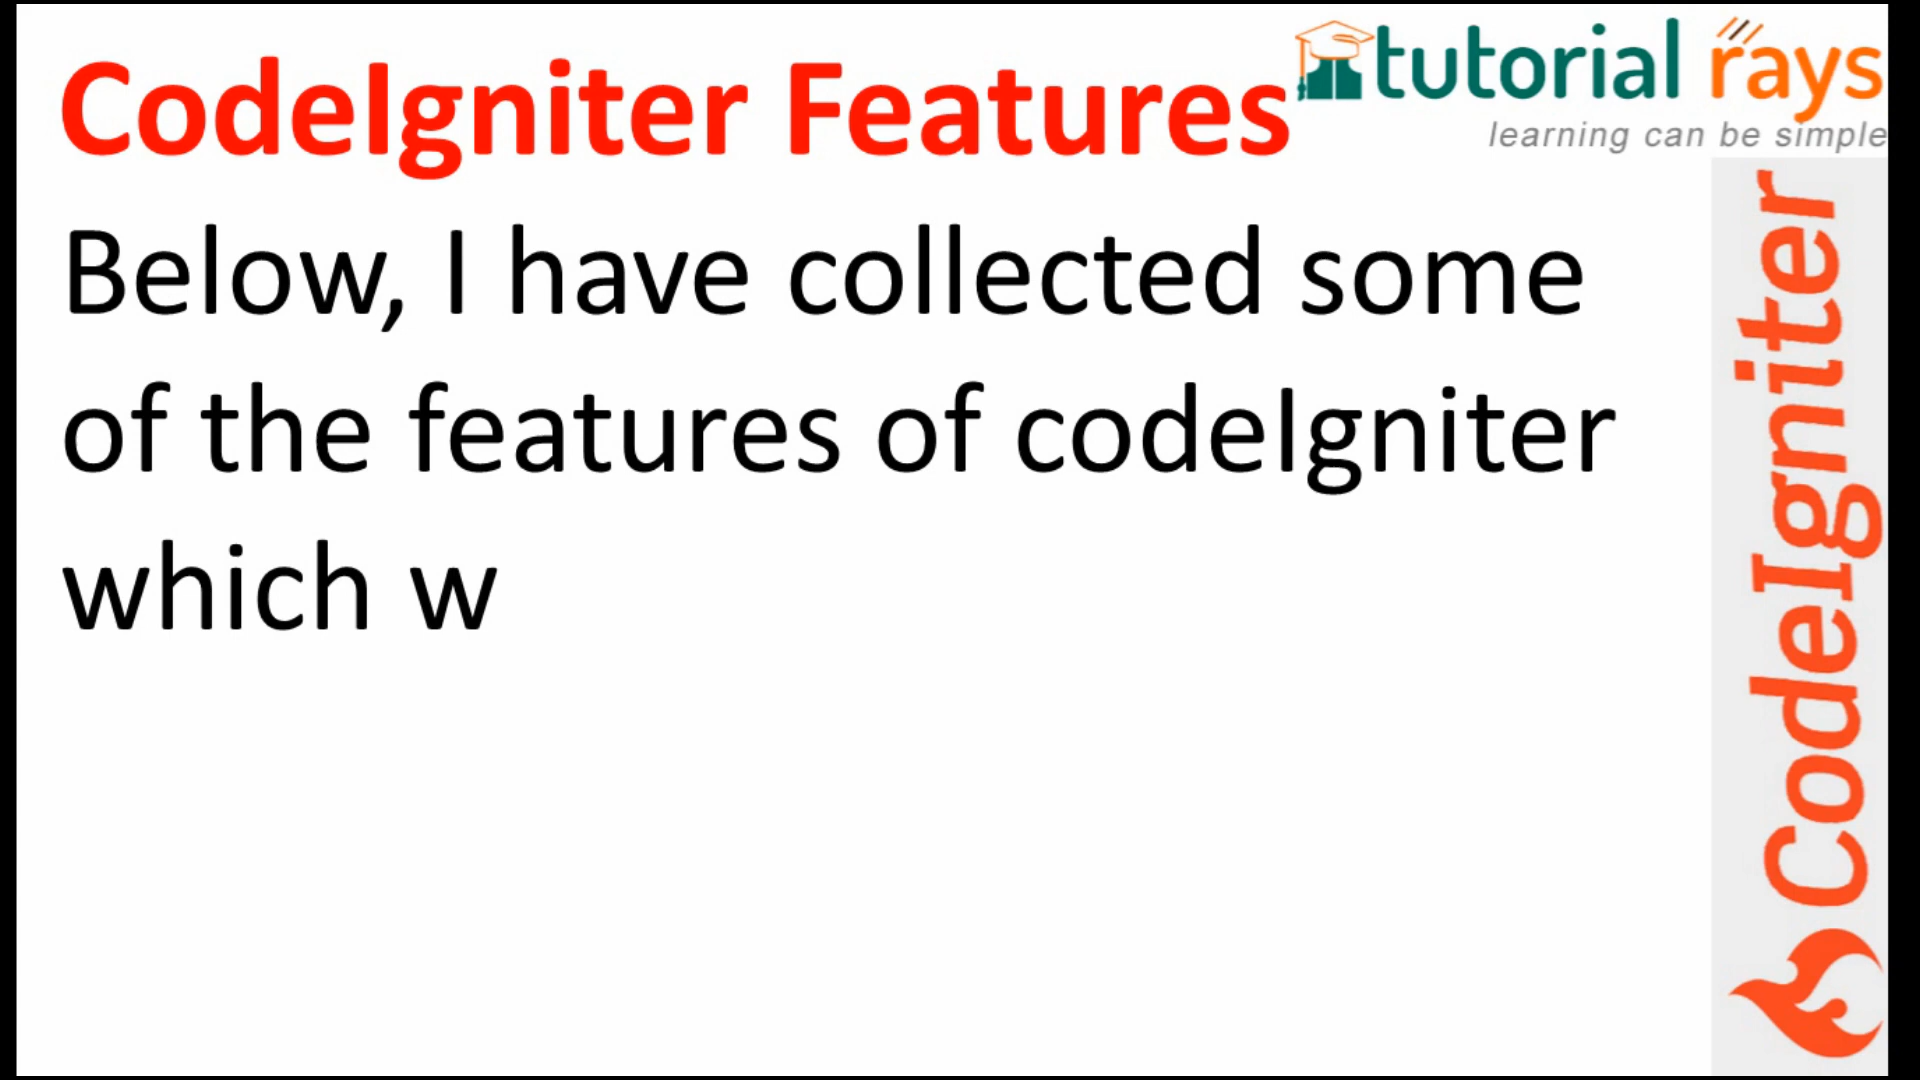 CodeIgniter Features
tutorial rays
learning can be simple
Below, I have collected some
of the features of codeIgniter
which w
CodeIgniter